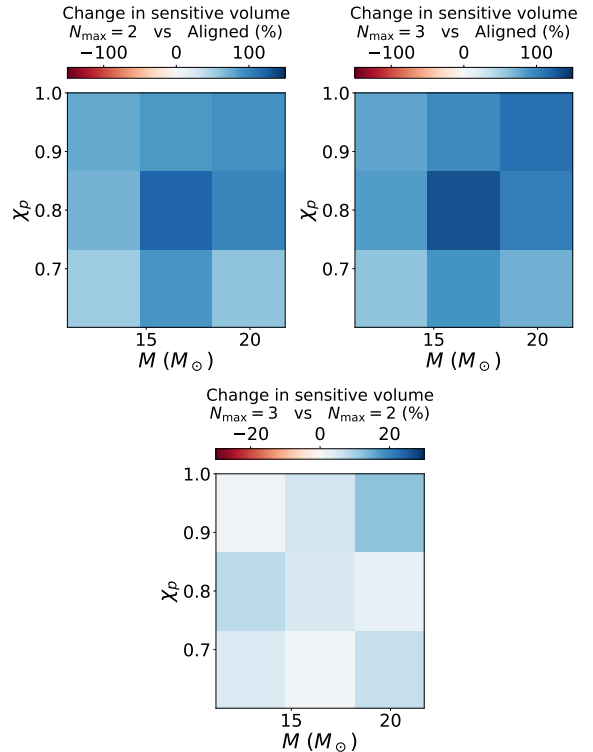 Change in sensitive volume
N_max = 2 vs Aligned (%)
−100 0 100
1.0
0.9
0.8
0.7
χ_p
15 20
M (M_⊙)
Change in sensitive volume
N_max = 3 vs Aligned (%)
−100 0 100
1.0
0.9
0.8
0.7
χ_p
15 20
M (M_⊙)
Change in sensitive volume
N_max = 3 vs N_max = 2 (%)
−20 0 20
1.0
0.9
0.8
0.7
χ_p
15 20
M (M_⊙)